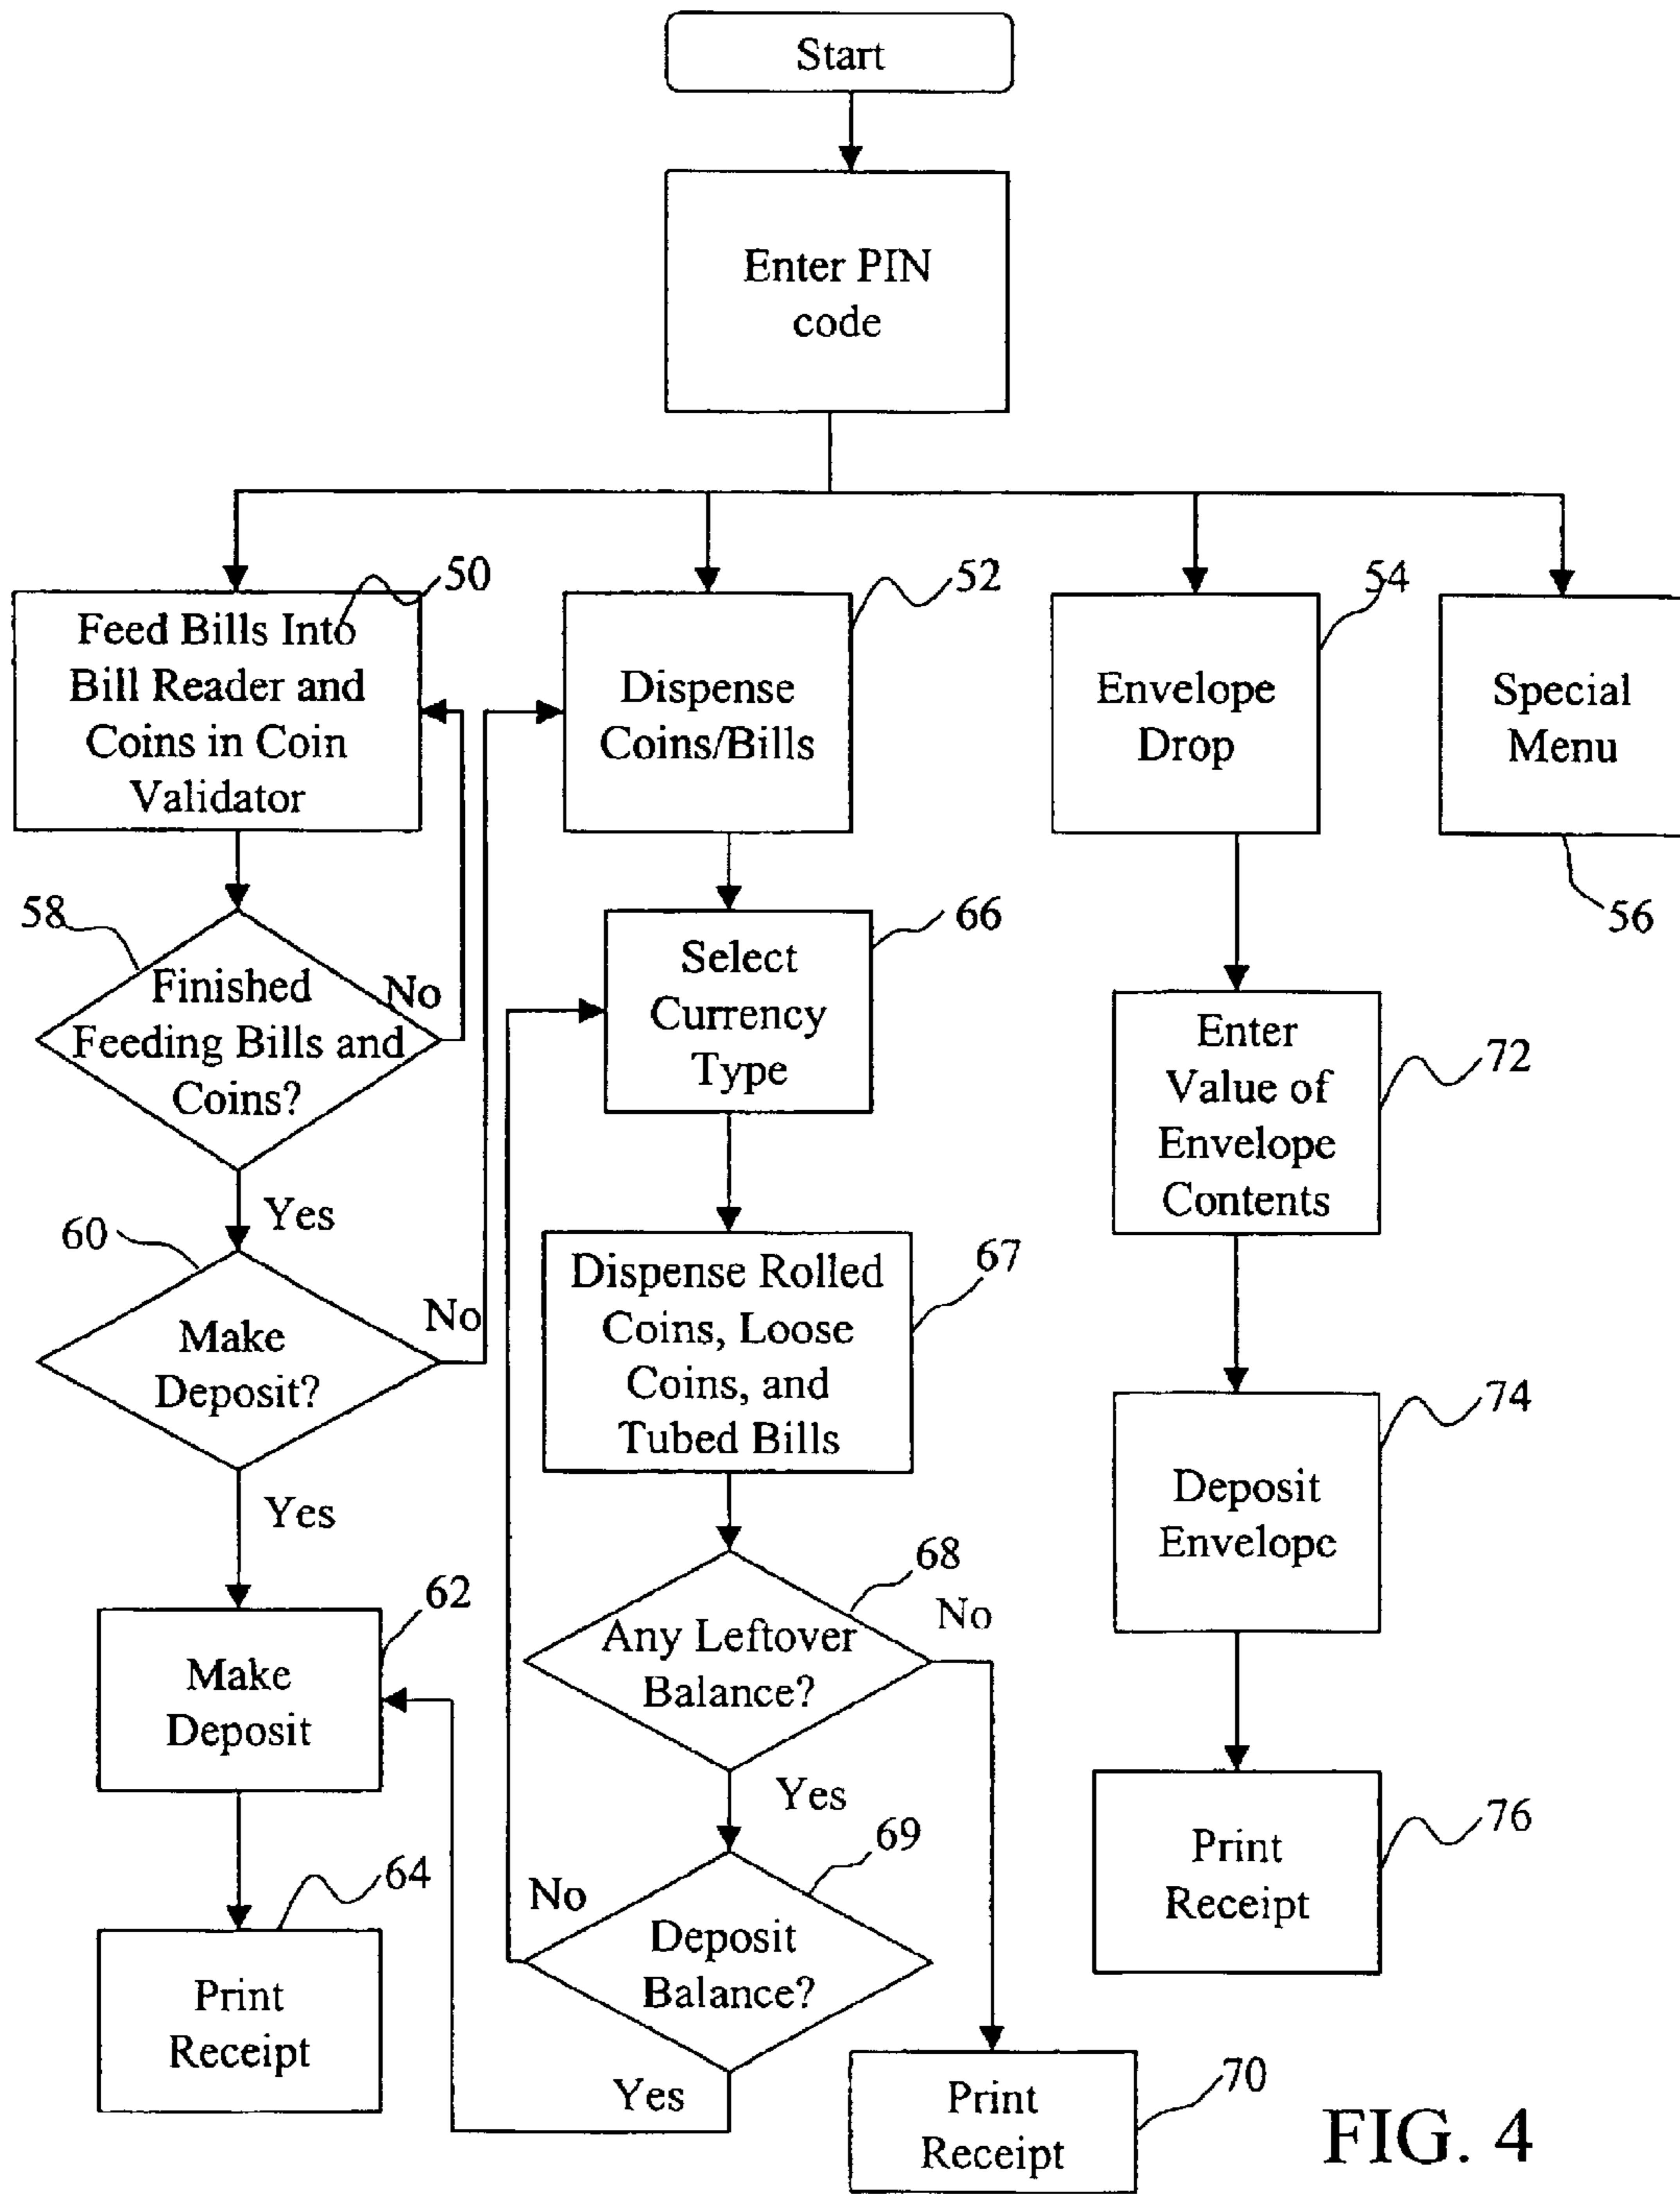 Start
Enter PIN
code
50
Feed Bills Into
Bill Reader and
Coins in Coin
Validator
52
Dispense
Coins/Bills
54
Envelope
Drop
Special
Menu
56
58
Finished
Feeding Bills and
Coins?
No
Yes
60
Make
Deposit?
No
Yes
62
Make
Deposit
64
Print
Receipt
66
Select
Currency
Type
67
Dispense Rolled
Coins, Loose
Coins, and
Tubed Bills
68
Any Leftover
Balance?
No
Yes
69
Deposit
Balance?
No
Yes
70
Print
Receipt
72
Enter
Value of
Envelope
Contents
74
Deposit
Envelope
76
Print
Receipt
FIG. 4